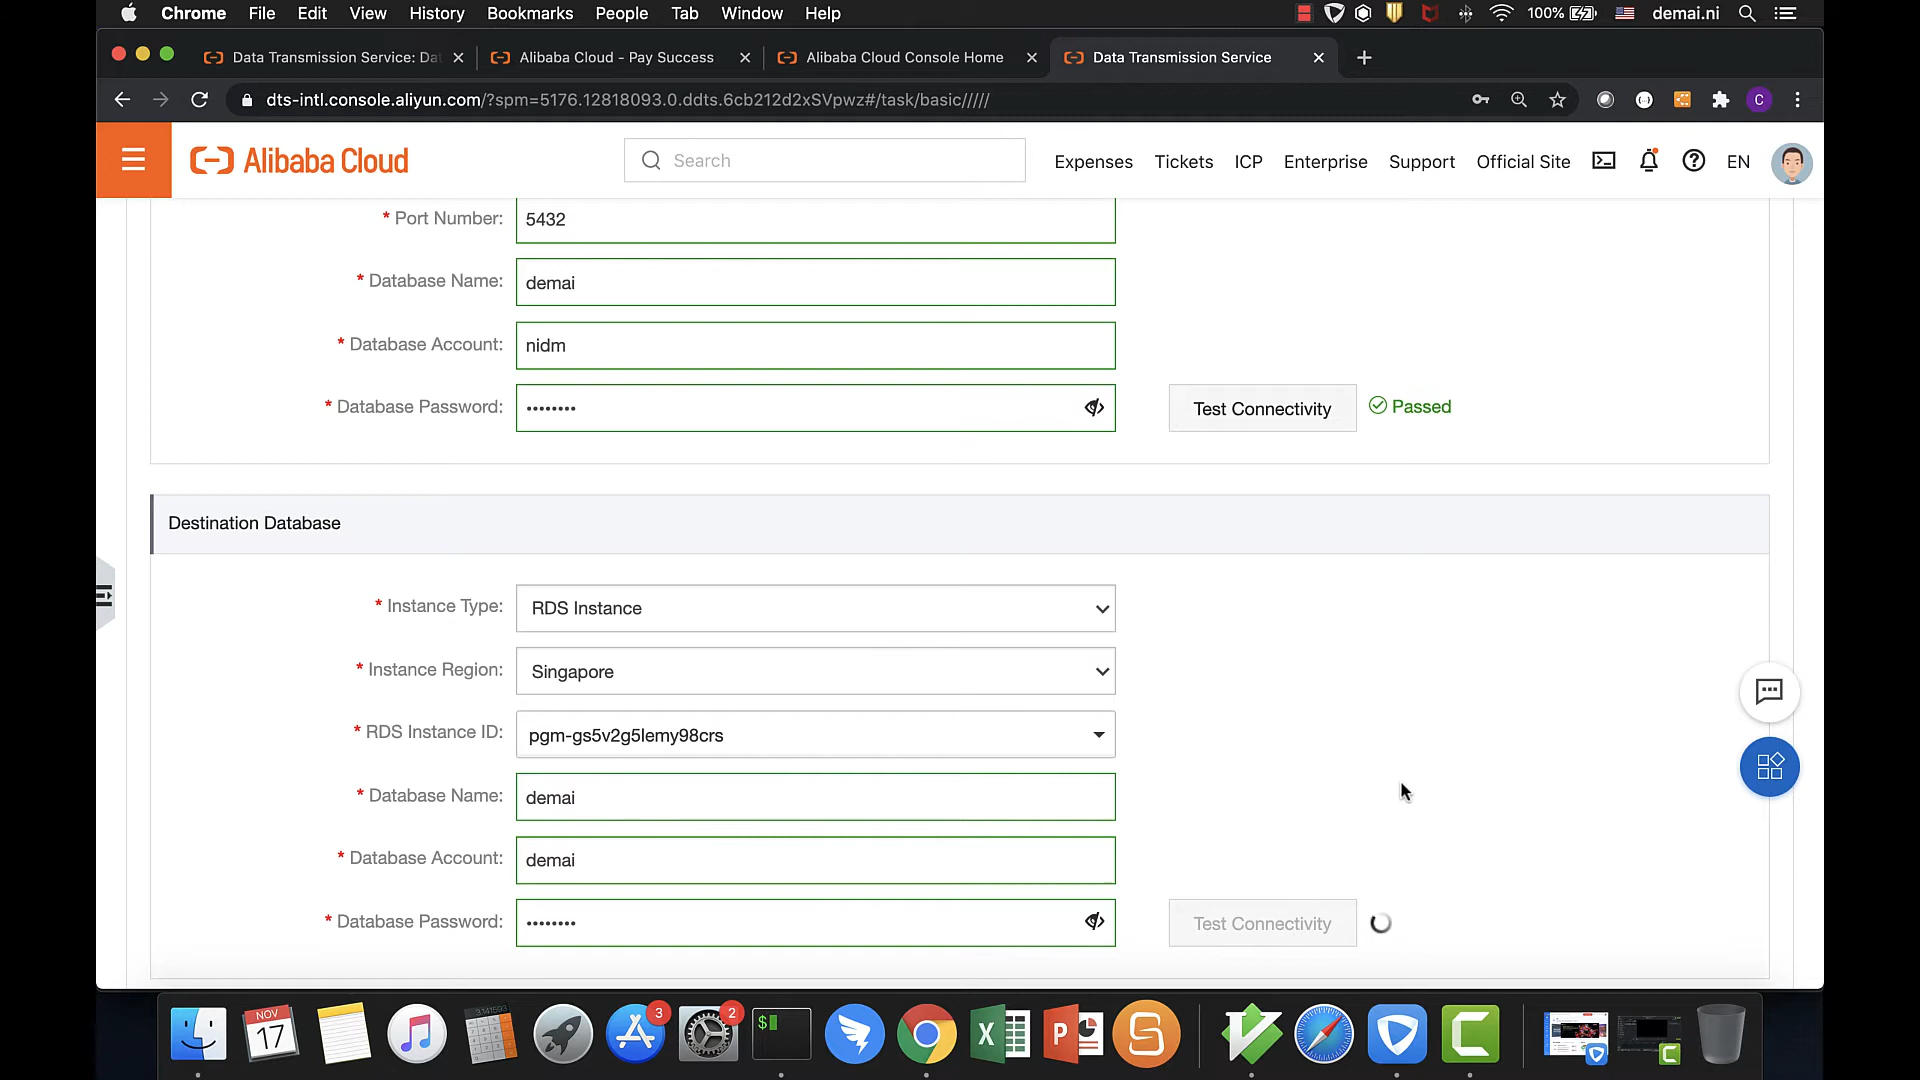 Chrome File Edit View History Bookmarks People Tab Window Help 100% demai.ni
Data Transmission Service: Dat
Alibaba Cloud - Pay Success
Alibaba Cloud Console Home
Data Transmission Service
dts-intl.console.aliyun.com/?spm=5176.12818093.0.ddts.6cb212d2xSVpwz#/task/basic/////
C
Alibaba Cloud
Search
Expenses Tickets ICP Enterprise Support Official Site EN
* Port Number: 5432
* Database Name: demai
* Database Account: nidm
* Database Password: ········ Test Connectivity Passed
Destination Database
* Instance Type: RDS Instance
* Instance Region: Singapore
* RDS Instance ID: pgm-gs5v2g5lemy98crs
* Database Name: demai
* Database Account: demai
* Database Password: ········ Test Connectivity
NOV
17
3.141593
3
2
$
X
P
S
C
C